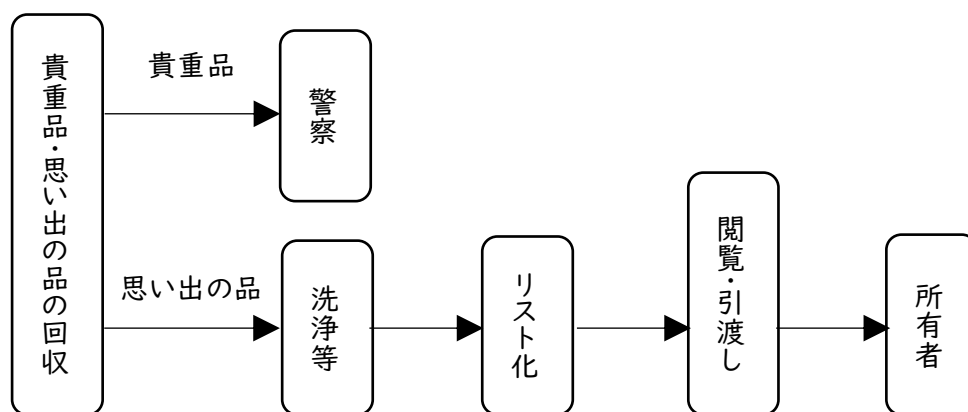 貴重品・思い出の品の回収
貴重品
警察
思い出の品
洗浄等
リスト化
閲覧・引渡し
所有者